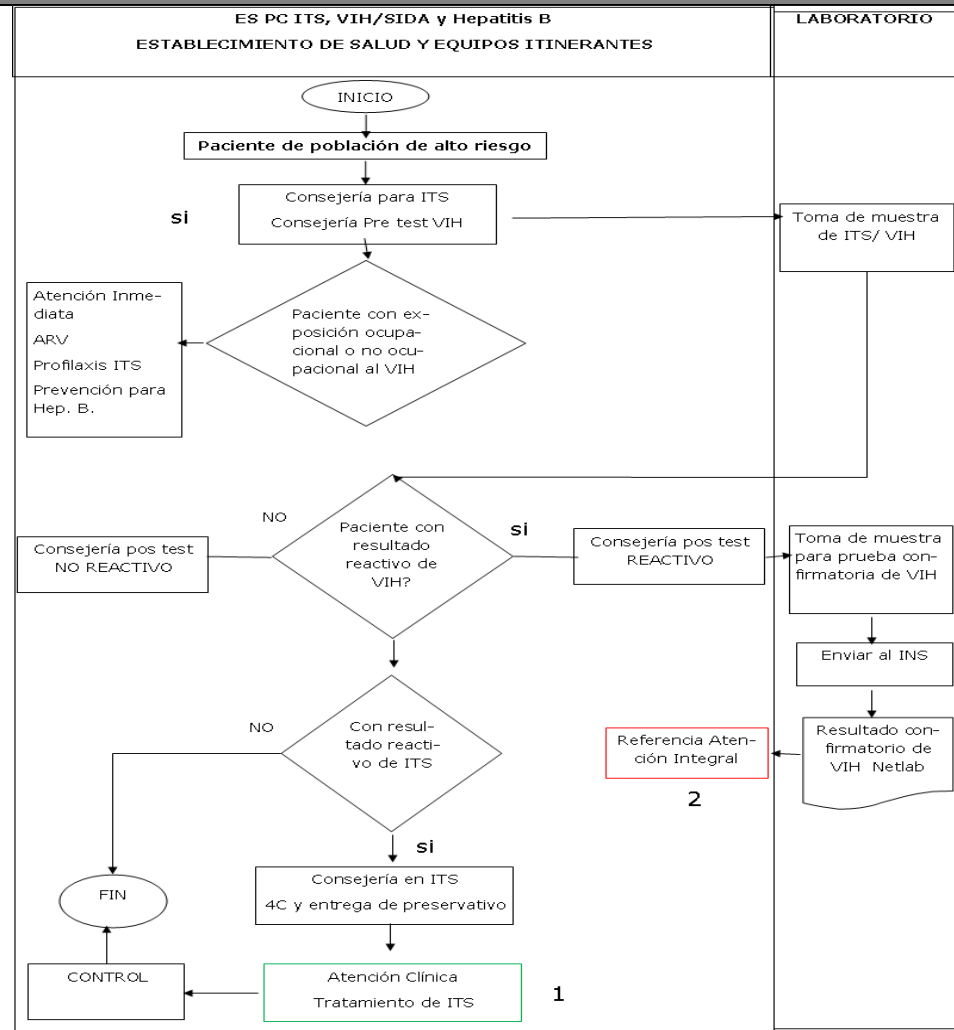 ES PC ITS, VIH/SIDA y Hepatitis B
ESTABLECIMIENTO DE SALUD Y EQUIPOS ITINERANTES
LABORATORIO
INICIO
Paciente de población de alto riesgo
si
Consejería para ITS
Consejería Pre test VIH
Toma de muestra
de ITS/ VIH
Atención Inme-
diata
ARV
Profilaxis ITS
Prevención para
Hep. B.
Paciente con ex-
posición ocupa-
cional o no ocu-
pacional al VIH
NO
Consejería pos test
NO REACTIVO
Paciente con
resultado
reactivo de
VIH?
si
Consejería pos test
REACTIVO
Toma de muestra
para prueba con-
firmatoria de VIH
Enviar al INS
Resultado con-
firmatorio de
VIH Netlab
Referencia Aten-
ción Integral
2
NO
Con resul-
tado reacti-
vo de ITS
si
Consejería en ITS
4C y entrega de preservativo
FIN
CONTROL
Atención Clínica
Tratamiento de ITS
1